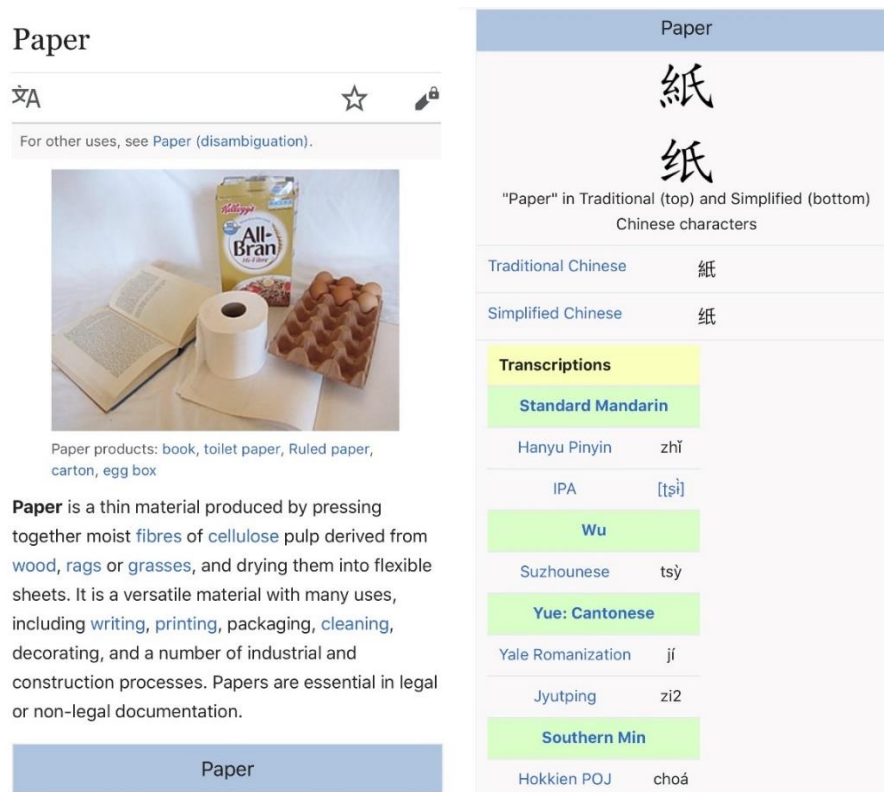 Paper
For other uses, see Paper (disambiguation).
Kellogg's
All-
Bran
Paper products: book, toilet paper, Ruled paper,
carton, egg box
Paper is a thin material produced by pressing
together moist fibres of cellulose pulp derived from
wood, rags or grasses, and drying them into flexible
sheets. It is a versatile material with many uses,
including writing, printing, packaging, cleaning,
decorating, and a number of industrial and
construction processes. Papers are essential in legal
or non-legal documentation.
Paper
Paper
紙
纸
"Paper" in Traditional (top) and Simplified (bottom)
Chinese characters
Traditional Chinese 紙
Simplified Chinese 纸
Transcriptions
Standard Mandarin
Hanyu Pinyin zhǐ
IPA [ʈʂɨ̀]
Wu
Suzhounese tsỳ
Yue: Cantonese
Yale Romanization jí
Jyutping zi2
Southern Min
Hokkien POJ choá